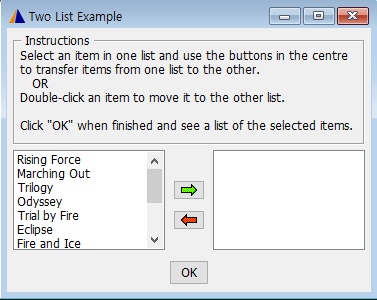 Two List Example
Instructions
Select an item in one list and use the buttons in the centre
to transfer items from one list to the other.
OR
Double-click an item to move it to the other list.
Click "OK" when finished and see a list of the selected items.
Rising Force
Marching Out
Trilogy
Odyssey
Trial by Fire
Eclipse
Fire and Ice
OK